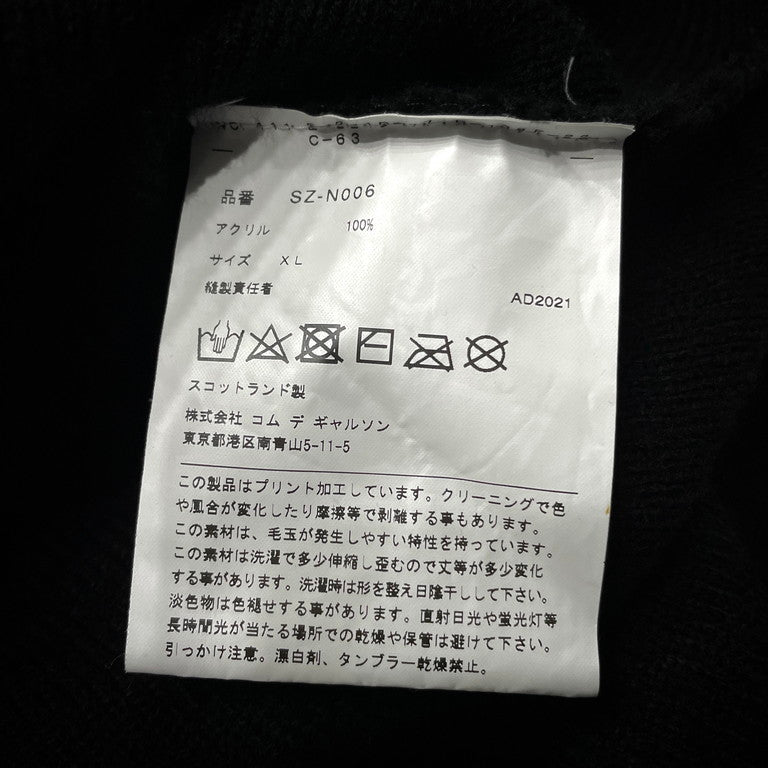 C-63
品番 SZ-N006
アクリル 100%
サイズ XL
縫製責任者
AD2021
スコットランド製
株式会社 コム デ ギャルソン
東京都港区南青山5-11-5
この製品はプリント加工しています。クリーニングで色
や風合が変化したり摩擦等で剥離する事もあります。
この素材は、毛玉が発生しやすい特性を持っています。
この素材は洗濯で多少伸縮し歪むので丈等が多少変化
する事があります。洗濯時は形を整え日陰干しして下さい。
淡色物は色褪せする事があります。直射日光や蛍光灯等
長時間光が当たる場所での乾燥や保管は避けて下さい。
引っかけ注意。漂白剤、タンブラー乾燥禁止。